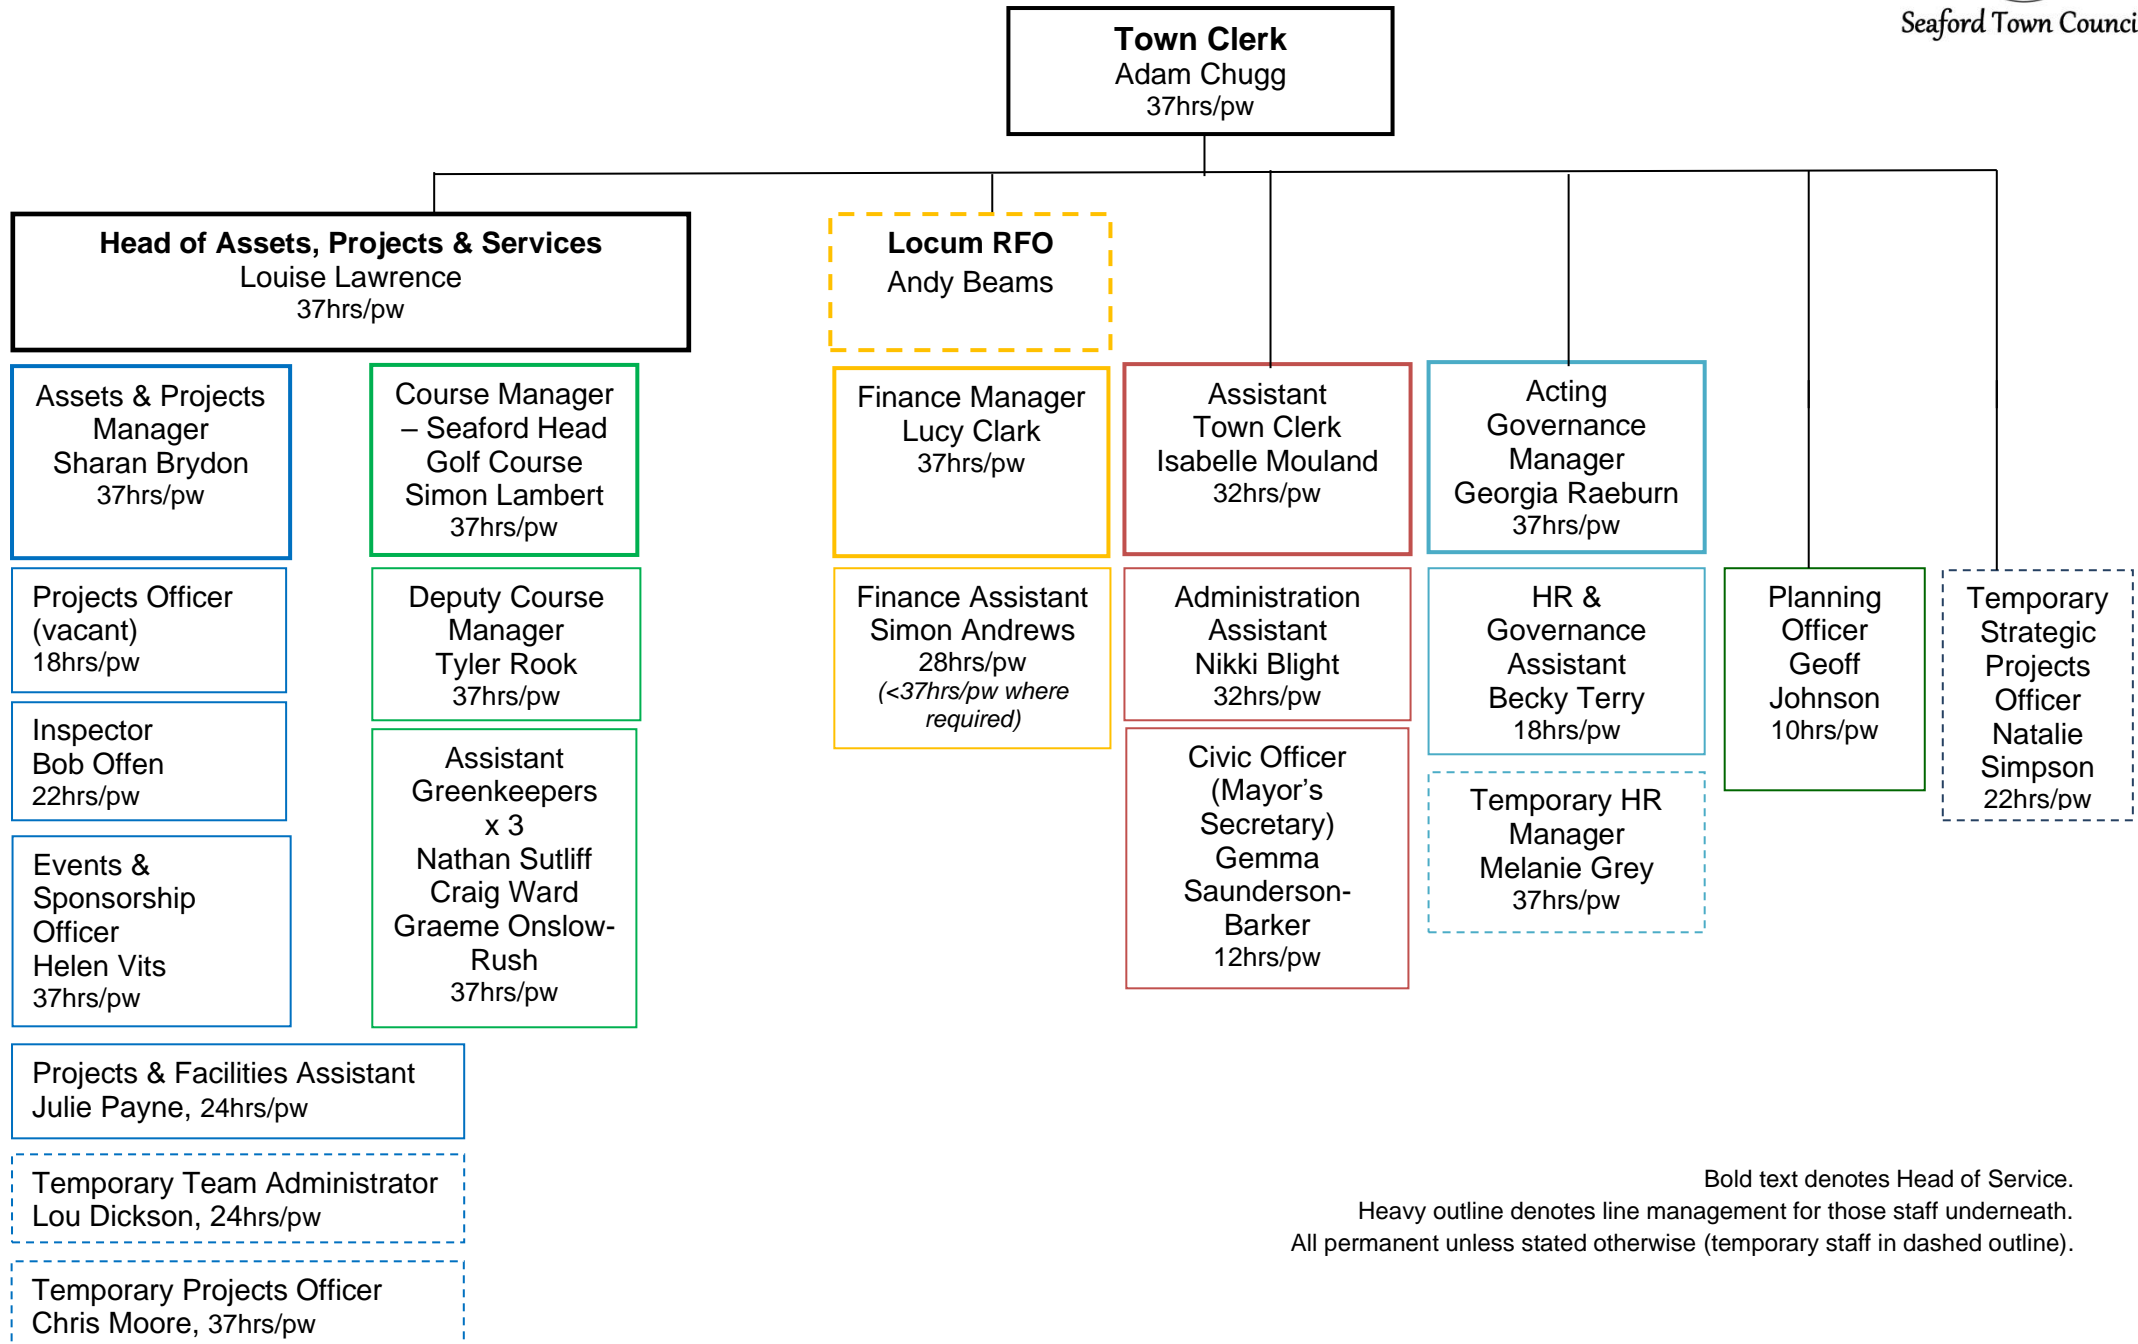 Seaford Town Counci
Town Clerk
Adam Chugg
37hrs/pw
Head of Assets, Projects & Services
Louise Lawrence
37hrs/pw
Locum RFO
Andy Beams
Assets & Projects
Manager
Sharan Brydon
37hrs/pw
Course Manager
– Seaford Head
Golf Course
Simon Lambert
37hrs/pw
Finance Manager
Lucy Clark
37hrs/pw
Assistant
Town Clerk
Isabelle Mouland
32hrs/pw
Acting
Governance
Manager
Georgia Raeburn
37hrs/pw
Projects Officer
(vacant)
18hrs/pw
Deputy Course
Manager
Tyler Rook
37hrs/pw
Finance Assistant
Simon Andrews
28hrs/pw
(<37hrs/pw where
required)
Administration
Assistant
Nikki Blight
32hrs/pw
HR &
Governance
Assistant
Becky Terry
18hrs/pw
Planning
Officer
Geoff
Johnson
10hrs/pw
Temporary
Strategic
Projects
Officer
Natalie
Simpson
22hrs/pw
Inspector
Bob Offen
22hrs/pw
Assistant
Greenkeepers
x 3
Nathan Sutliff
Craig Ward
Graeme Onslow-
Rush
37hrs/pw
Civic Officer
(Mayor’s
Secretary)
Gemma
Saunderson-
Barker
12hrs/pw
Temporary HR
Manager
Melanie Grey
37hrs/pw
Events &
Sponsorship
Officer
Helen Vits
37hrs/pw
Projects & Facilities Assistant
Julie Payne, 24hrs/pw
Temporary Team Administrator
Lou Dickson, 24hrs/pw
Temporary Projects Officer
Chris Moore, 37hrs/pw
Bold text denotes Head of Service.
Heavy outline denotes line management for those staff underneath.
All permanent unless stated otherwise (temporary staff in dashed outline).